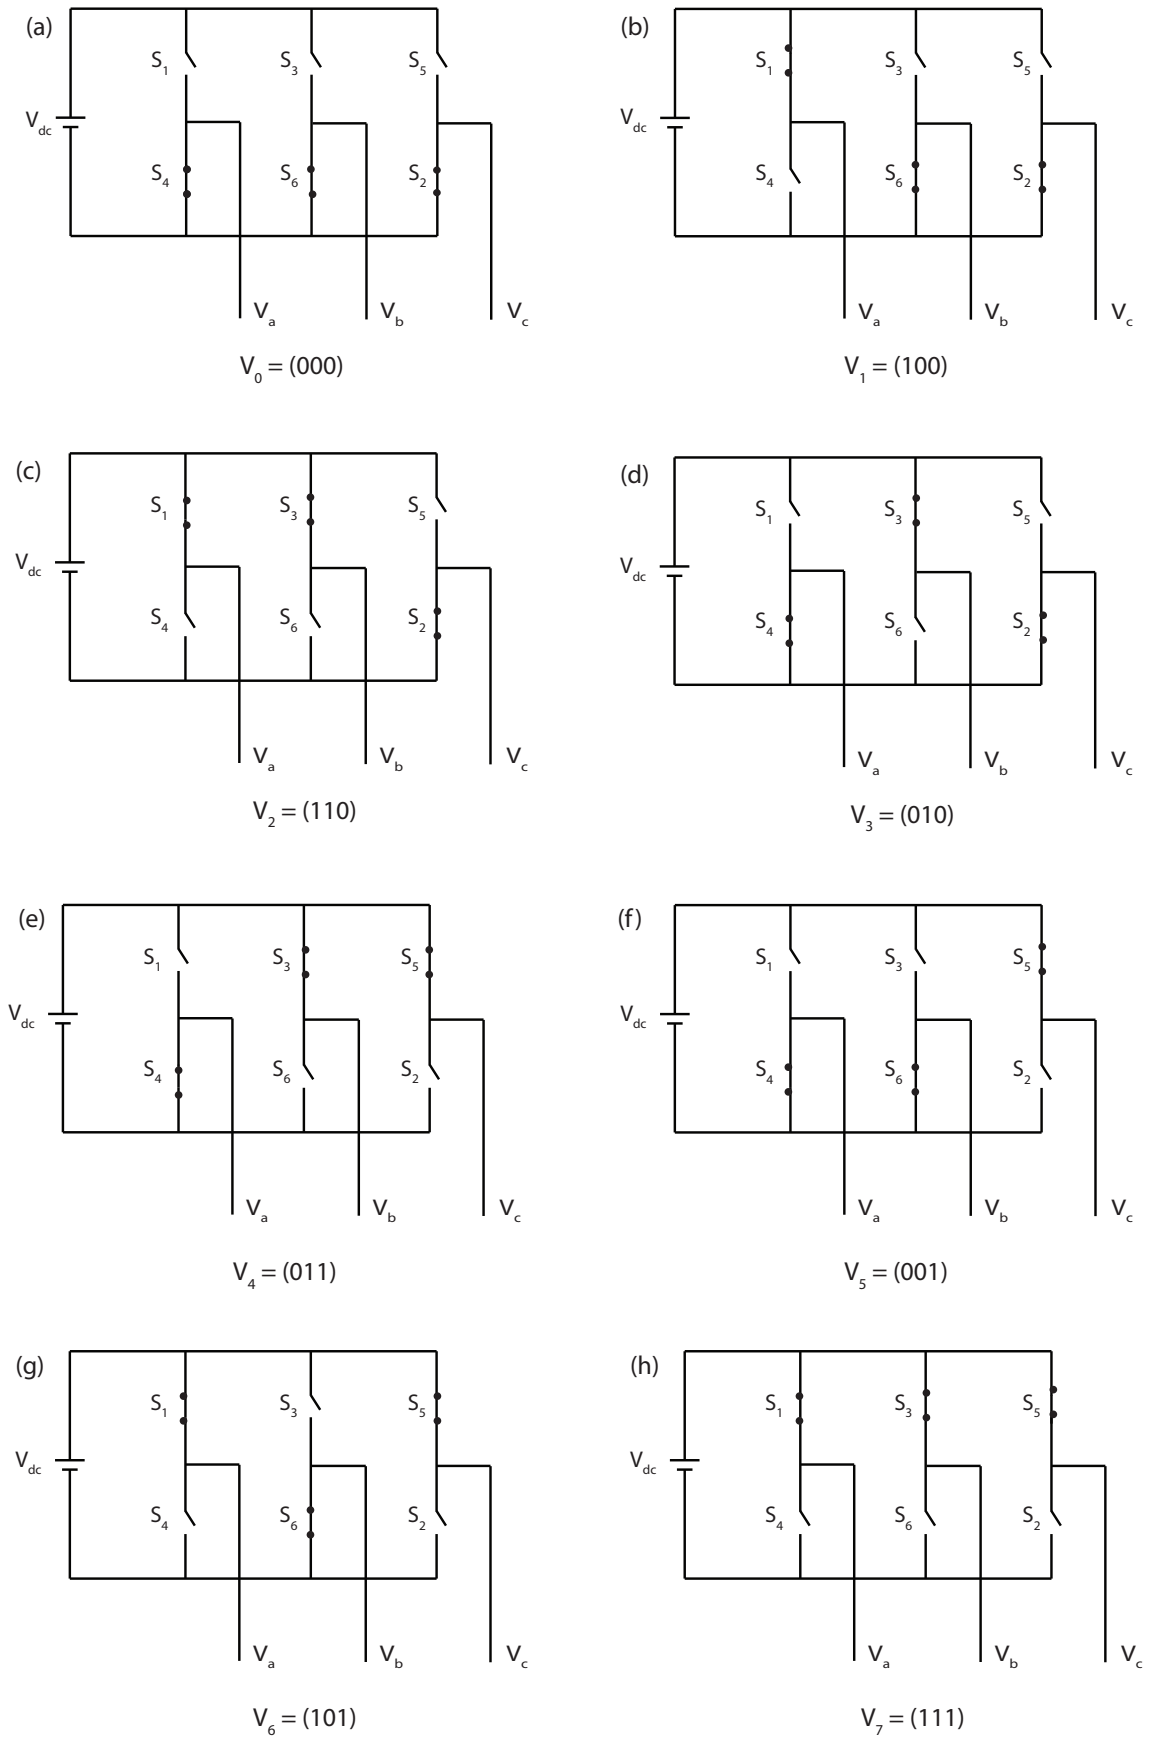 (a) (b)
S1 S3 S5 S1 S3 S5
Vdc Vdc
S4 S6 S2 S4 S6 S2
Va Vb Vc Va Vb Vc
V0 = (000) V1 = (100)
(c) (d)
S1 S3 S5 S1 S3 S5
Vdc Vdc
S4 S6 S2 S4 S6 S2
Va Vb Vc Va Vb Vc
V2 = (110) V3 = (010)
(e) (f)
S1 S3 S5 S1 S3 S5
Vdc Vdc
S4 S6 S2 S4 S6 S2
Va Vb Vc Va Vb Vc
V4 = (011) V5 = (001)
(g) (h)
S1 S3 S5 S1 S3 S5
Vdc Vdc
S4 S6 S2 S4 S6 S2
Va Vb Vc Va Vb Vc
V6 = (101) V7 = (111)